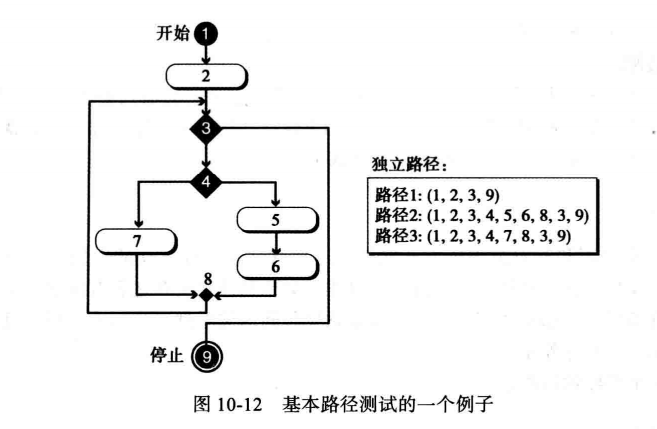 开始
1
2
3
4
5
7
6
8
停止
9
独立路径：
路径1: (1, 2, 3, 9)
路径2: (1, 2, 3, 4, 5, 6, 8, 3, 9)
路径3: (1, 2, 3, 4, 7, 8, 3, 9)
图 10-12 基本路径测试的一个例子